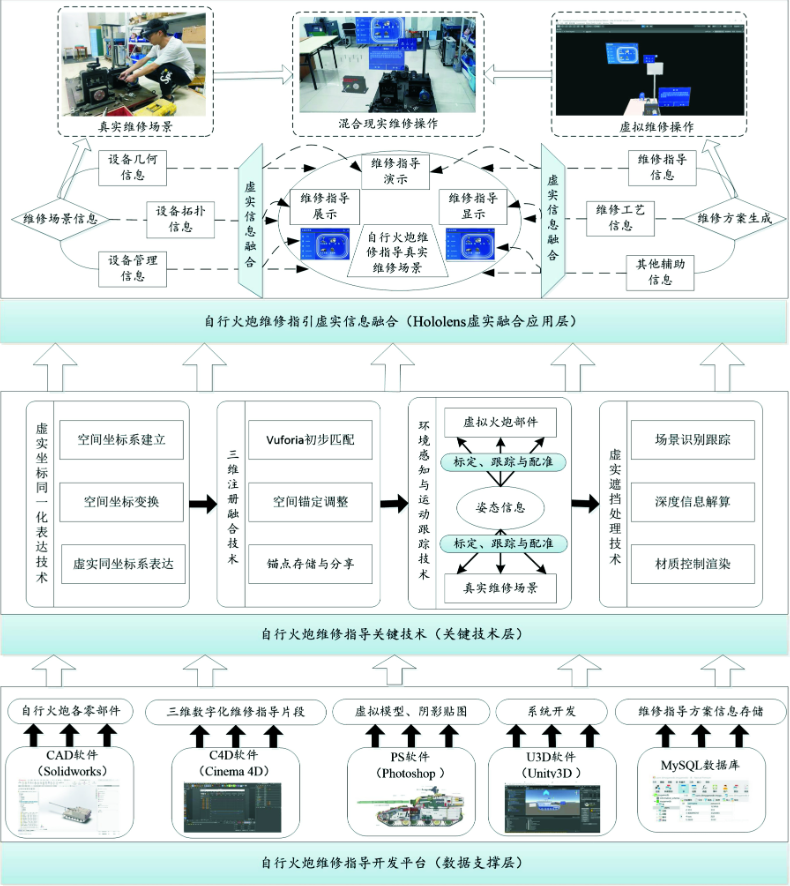 真实维修场景
混合现实维修操作
虚拟维修操作
设备几何
信息
维修场景信息
设备拓扑
信息
设备管理
信息
虚实信息融合
维修指导
演示
维修指导
展示
维修指导
显示
自行火炮维
修指导真实
维修场景
虚实信息融合
维修指导
信息
维修工艺
信息
其他辅助
信息
维修方案生成
自行火炮维修指引虚实信息融合（Hololens虚实融合应用层）
虚实坐标同一化表达技术
空间坐标系建立
空间坐标变换
虚实同坐标系表达
三维注册融合技术
Vuforia初步匹配
空间锚定调整
锚点存储与分享
环境感知与运动跟踪技术
虚拟火炮部件
标定、跟踪与配准
姿态信息
标定、跟踪与配准
真实维修场景
虚实遮挡处理技术
场景识别跟踪
深度信息解算
材质控制渲染
自行火炮维修指导关键技术（关键技术层）
自行火炮各零部件
三维数字化维修指导片段
虚拟模型、阴影贴图
系统开发
维修指导方案信息存储
CAD软件
（Solidworks）
C4D软件
（Cinema 4D）
PS软件
（Photoshop ）
U3D软件
（Unity3D ）
MySQL数据库
自行火炮维修指导开发平台（数据支撑层）